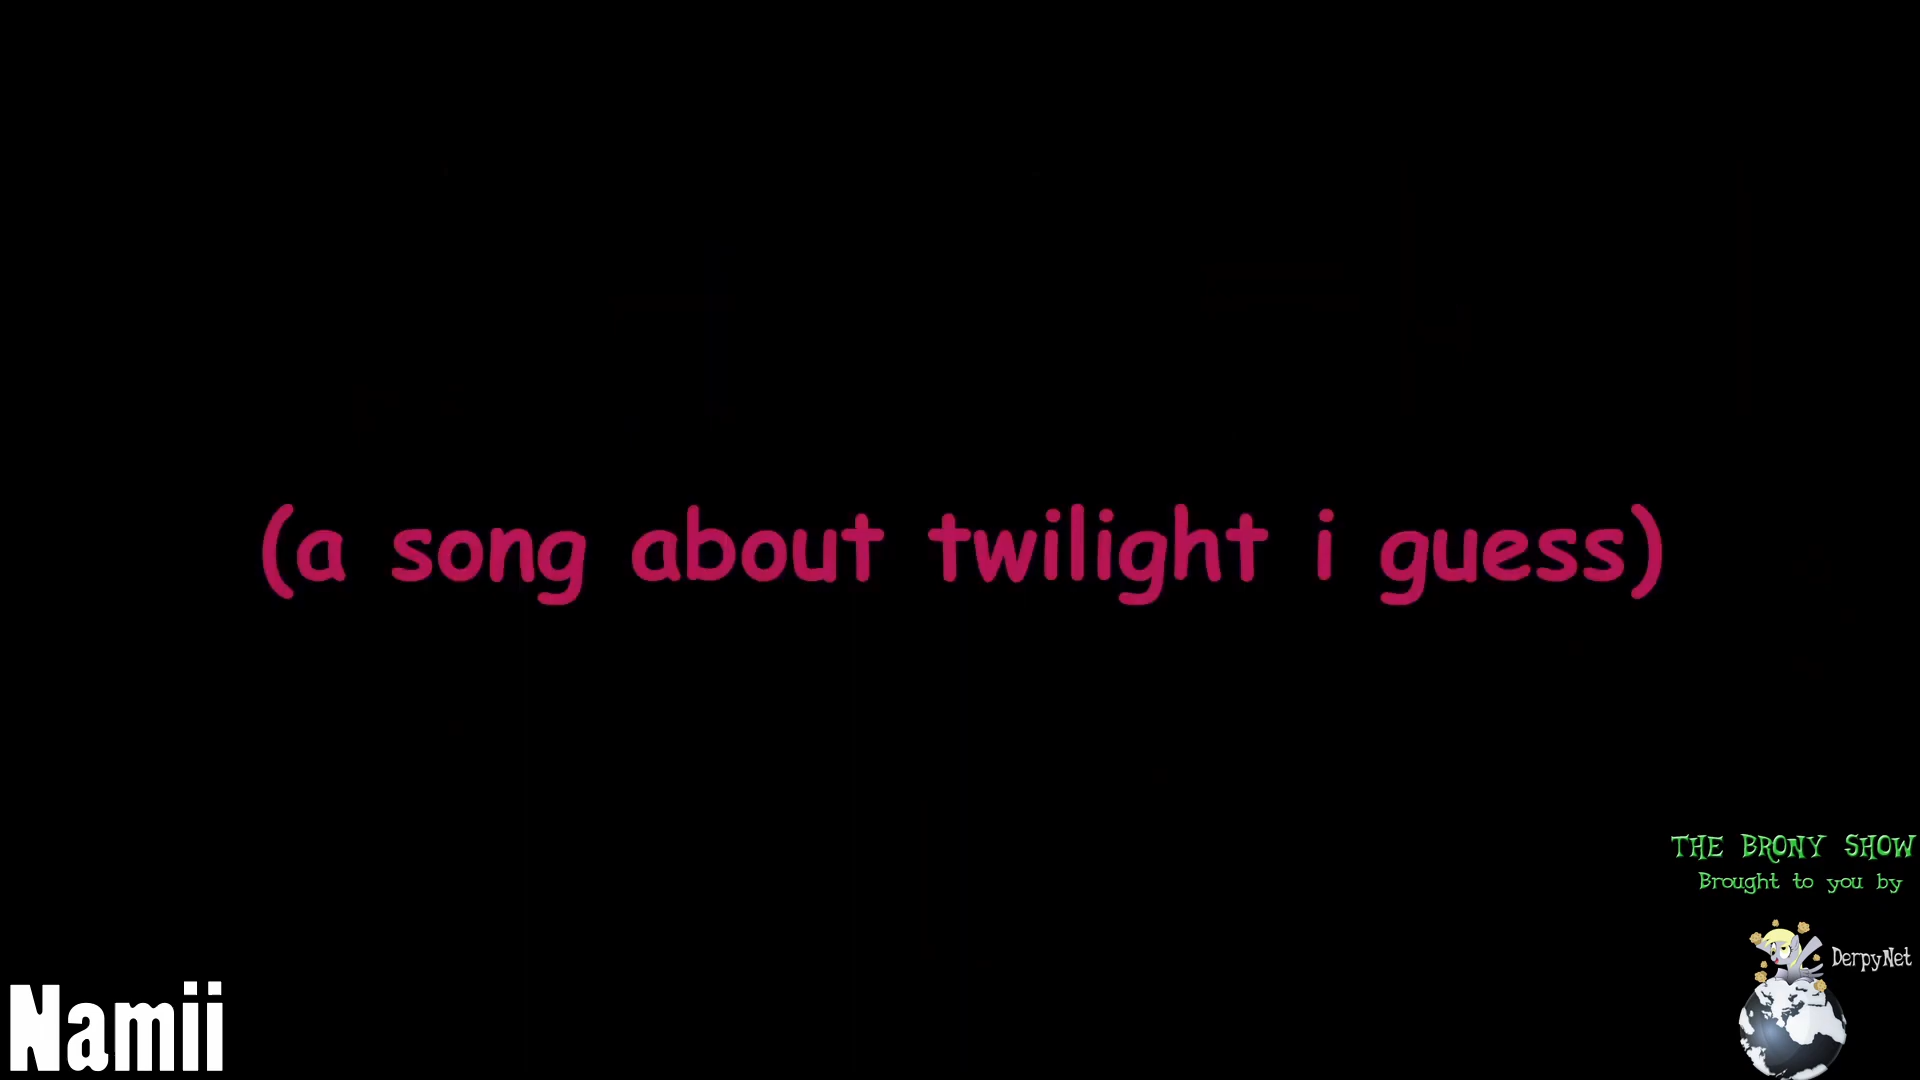 (a song about twilight i guess)
THE BRONY SHOW
Brought to you by
DerpyNet
Namii